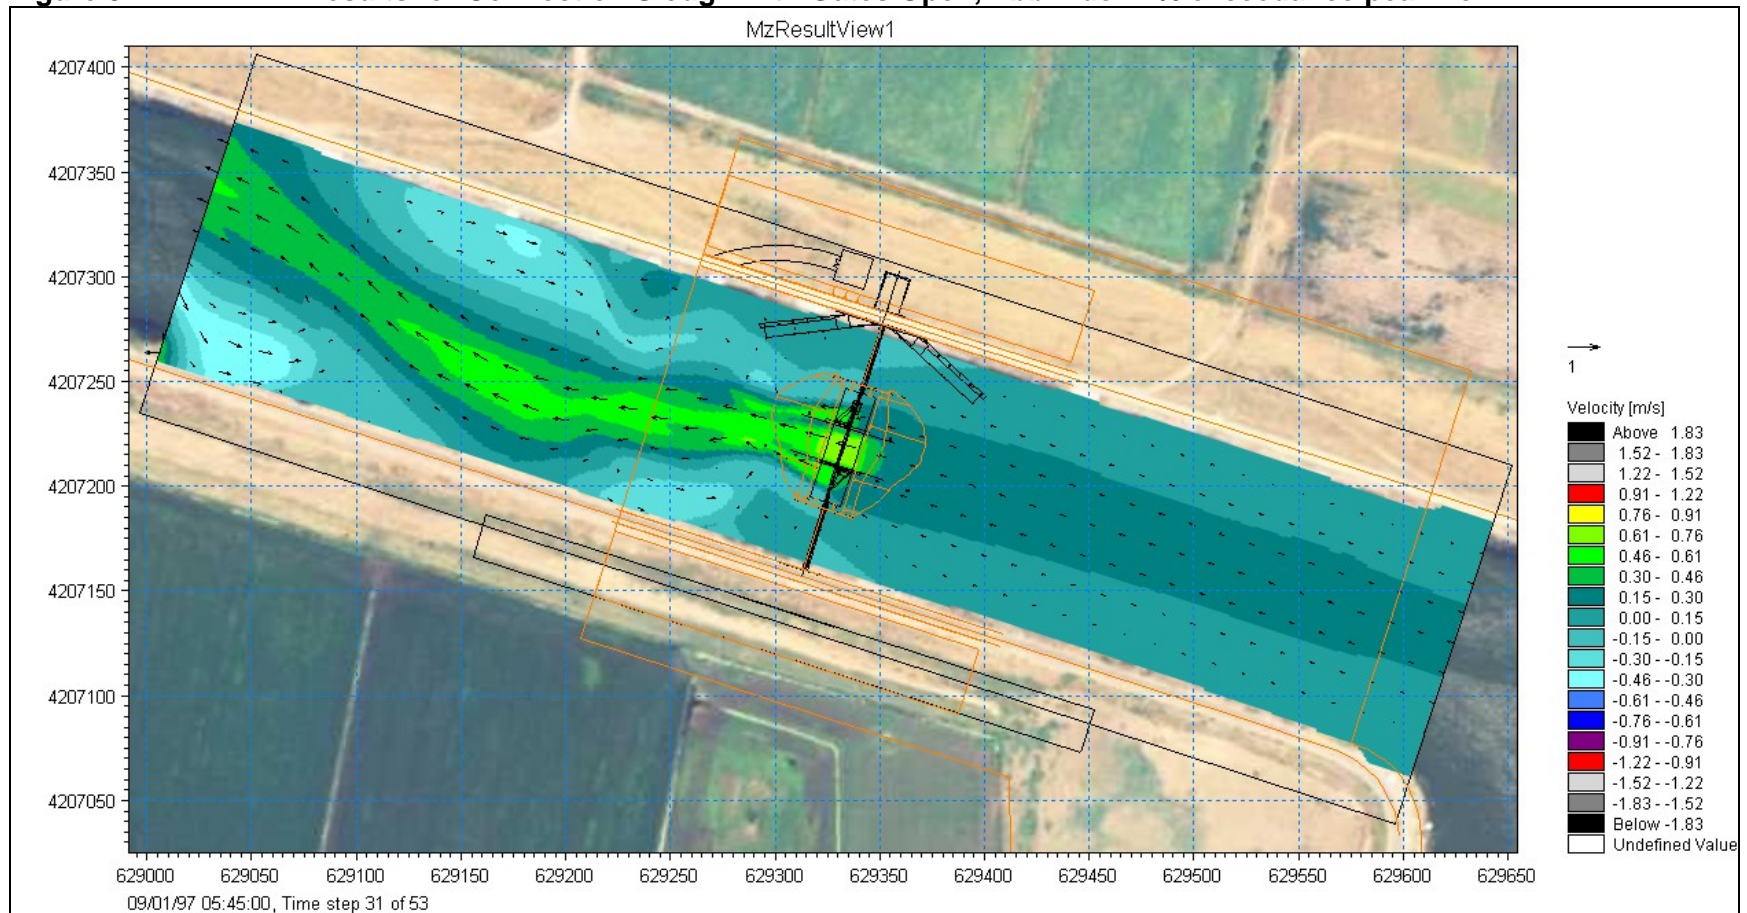 MzResultView1
4207400
4207350
4207300
4207250
4207200
4207150
4207100
4207050
629000 629050 629100 629150 629200 629250 629300 629350 629400 629450 629500 629550 629600 629650
09/01/97 05:45:00, Time step 31 of 53
1
Velocity [m/s]
Above 1.83
1.52 - 1.83
1.22 - 1.52
0.91 - 1.22
0.76 - 0.91
0.61 - 0.76
0.46 - 0.61
0.30 - 0.46
0.15 - 0.30
0.00 - 0.15
-0.15 - 0.00
-0.30 - -0.15
-0.46 - -0.30
-0.61 - -0.46
-0.76 - -0.61
-0.91 - -0.76
-1.22 - -0.91
-1.52 - -1.22
-1.83 - -1.52
Below -1.83
Undefined Value